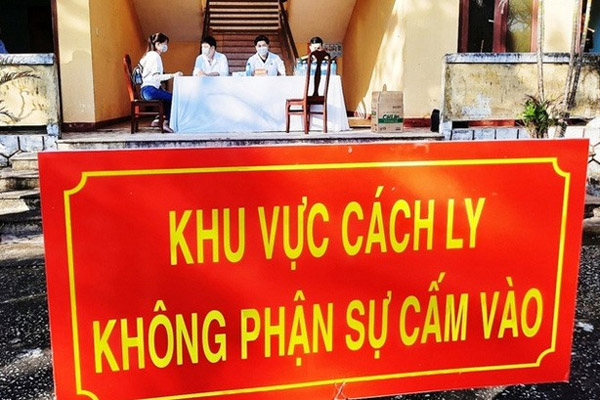 KHU VỰC CÁCH LY
KHÔNG PHẬN SỰ CẤM VÀO